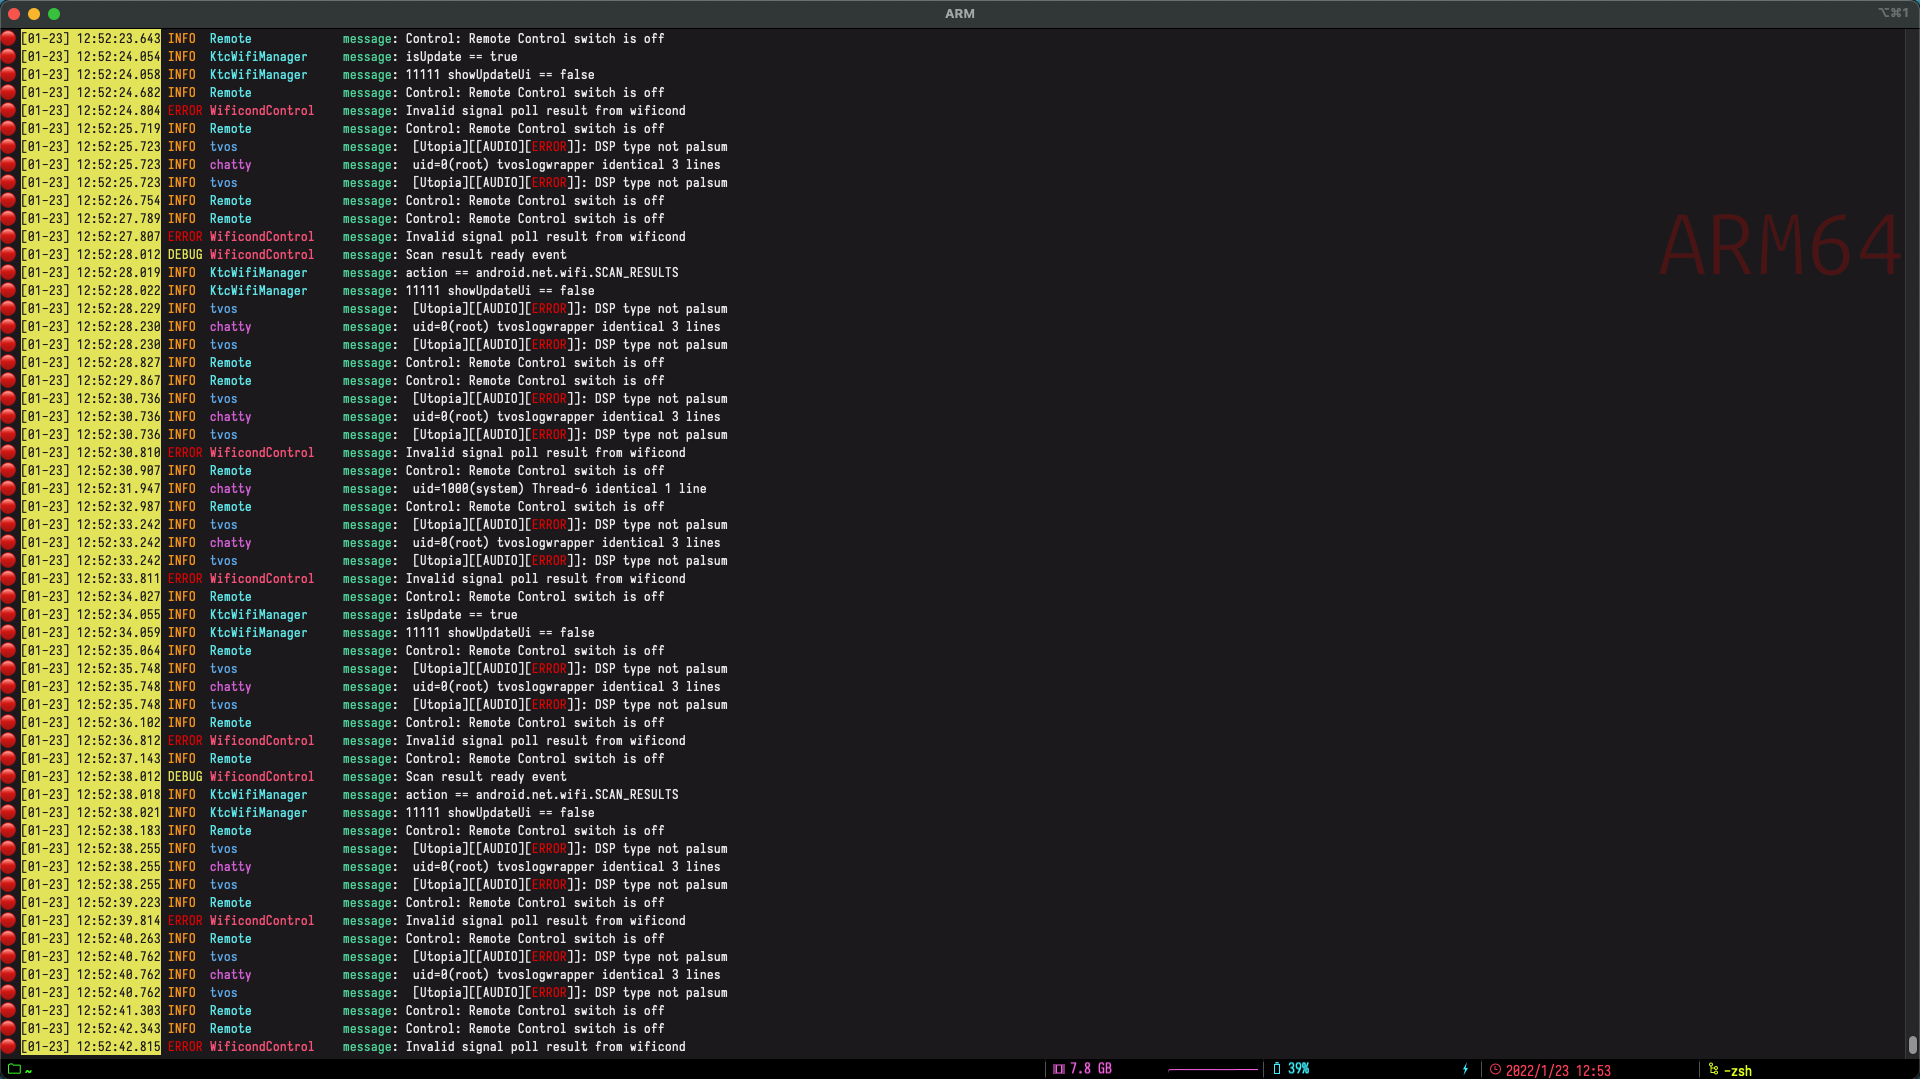 ARM
⌥⌘1
[01-23] 12:52:23.643 INFO Remote message: Control: Remote Control switch is off
[01-23] 12:52:24.054 INFO KtcWifiManager message: isUpdate == true
[01-23] 12:52:24.058 INFO KtcWifiManager message: 11111 showUpdateUi == false
[01-23] 12:52:24.682 INFO Remote message: Control: Remote Control switch is off
[01-23] 12:52:24.804 ERROR WificondControl message: Invalid signal poll result from wificond
[01-23] 12:52:25.719 INFO Remote message: Control: Remote Control switch is off
[01-23] 12:52:25.723 INFO tvos message: [Utopia][[AUDIO][ERROR]]: DSP type not palsum
[01-23] 12:52:25.723 INFO chatty message: uid=0(root) tvoslogwrapper identical 3 lines
[01-23] 12:52:25.723 INFO tvos message: [Utopia][[AUDIO][ERROR]]: DSP type not palsum
[01-23] 12:52:26.754 INFO Remote message: Control: Remote Control switch is off
[01-23] 12:52:27.789 INFO Remote message: Control: Remote Control switch is off
[01-23] 12:52:27.807 ERROR WificondControl message: Invalid signal poll result from wificond
[01-23] 12:52:28.012 DEBUG WificondControl message: Scan result ready event
[01-23] 12:52:28.019 INFO KtcWifiManager message: action == android.net.wifi.SCAN_RESULTS
[01-23] 12:52:28.022 INFO KtcWifiManager message: 11111 showUpdateUi == false
[01-23] 12:52:28.229 INFO tvos message: [Utopia][[AUDIO][ERROR]]: DSP type not palsum
[01-23] 12:52:28.230 INFO chatty message: uid=0(root) tvoslogwrapper identical 3 lines
[01-23] 12:52:28.230 INFO tvos message: [Utopia][[AUDIO][ERROR]]: DSP type not palsum
[01-23] 12:52:28.827 INFO Remote message: Control: Remote Control switch is off
[01-23] 12:52:29.867 INFO Remote message: Control: Remote Control switch is off
[01-23] 12:52:30.736 INFO tvos message: [Utopia][[AUDIO][ERROR]]: DSP type not palsum
[01-23] 12:52:30.736 INFO chatty message: uid=0(root) tvoslogwrapper identical 3 lines
[01-23] 12:52:30.736 INFO tvos message: [Utopia][[AUDIO][ERROR]]: DSP type not palsum
[01-23] 12:52:30.810 ERROR WificondControl message: Invalid signal poll result from wificond
[01-23] 12:52:30.907 INFO Remote message: Control: Remote Control switch is off
[01-23] 12:52:31.947 INFO chatty message: uid=1000(system) Thread-6 identical 1 line
[01-23] 12:52:32.987 INFO Remote message: Control: Remote Control switch is off
[01-23] 12:52:33.242 INFO tvos message: [Utopia][[AUDIO][ERROR]]: DSP type not palsum
[01-23] 12:52:33.242 INFO chatty message: uid=0(root) tvoslogwrapper identical 3 lines
[01-23] 12:52:33.242 INFO tvos message: [Utopia][[AUDIO][ERROR]]: DSP type not palsum
[01-23] 12:52:33.811 ERROR WificondControl message: Invalid signal poll result from wificond
[01-23] 12:52:34.027 INFO Remote message: Control: Remote Control switch is off
[01-23] 12:52:34.055 INFO KtcWifiManager message: isUpdate == true
[01-23] 12:52:34.059 INFO KtcWifiManager message: 11111 showUpdateUi == false
[01-23] 12:52:35.064 INFO Remote message: Control: Remote Control switch is off
[01-23] 12:52:35.748 INFO tvos message: [Utopia][[AUDIO][ERROR]]: DSP type not palsum
[01-23] 12:52:35.748 INFO chatty message: uid=0(root) tvoslogwrapper identical 3 lines
[01-23] 12:52:35.748 INFO tvos message: [Utopia][[AUDIO][ERROR]]: DSP type not palsum
[01-23] 12:52:36.102 INFO Remote message: Control: Remote Control switch is off
[01-23] 12:52:36.812 ERROR WificondControl message: Invalid signal poll result from wificond
[01-23] 12:52:37.143 INFO Remote message: Control: Remote Control switch is off
[01-23] 12:52:38.012 DEBUG WificondControl message: Scan result ready event
[01-23] 12:52:38.018 INFO KtcWifiManager message: action == android.net.wifi.SCAN_RESULTS
[01-23] 12:52:38.021 INFO KtcWifiManager message: 11111 showUpdateUi == false
[01-23] 12:52:38.183 INFO Remote message: Control: Remote Control switch is off
[01-23] 12:52:38.255 INFO tvos message: [Utopia][[AUDIO][ERROR]]: DSP type not palsum
[01-23] 12:52:38.255 INFO chatty message: uid=0(root) tvoslogwrapper identical 3 lines
[01-23] 12:52:38.255 INFO tvos message: [Utopia][[AUDIO][ERROR]]: DSP type not palsum
[01-23] 12:52:39.223 INFO Remote message: Control: Remote Control switch is off
[01-23] 12:52:39.814 ERROR WificondControl message: Invalid signal poll result from wificond
[01-23] 12:52:40.263 INFO Remote message: Control: Remote Control switch is off
[01-23] 12:52:40.762 INFO tvos message: [Utopia][[AUDIO][ERROR]]: DSP type not palsum
[01-23] 12:52:40.762 INFO chatty message: uid=0(root) tvoslogwrapper identical 3 lines
[01-23] 12:52:40.762 INFO tvos message: [Utopia][[AUDIO][ERROR]]: DSP type not palsum
[01-23] 12:52:41.303 INFO Remote message: Control: Remote Control switch is off
[01-23] 12:52:42.343 INFO Remote message: Control: Remote Control switch is off
[01-23] 12:52:42.815 ERROR WificondControl message: Invalid signal poll result from wificond
ARM64
~ 7.8 GB 39% 2022/1/23 12:53 -zsh